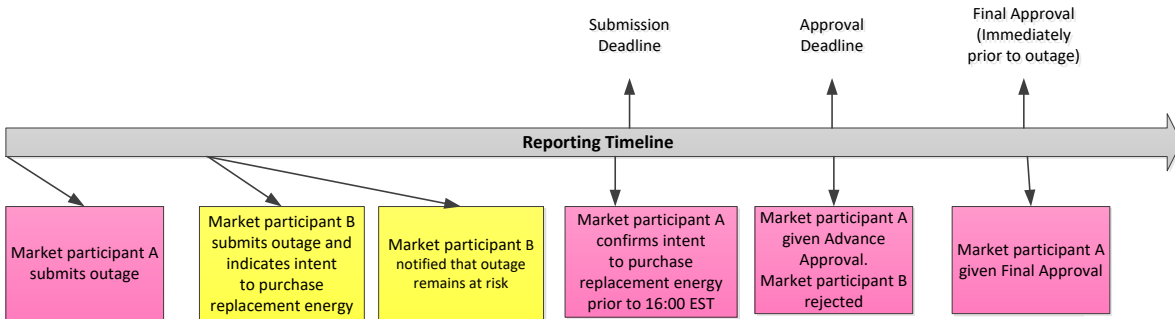 Submission
Deadline
Approval
Deadline
Final Approval
(Immediately
prior to outage)
Reporting Timeline
Market participant A
submits outage
Market participant B
submits outage and
indicates intent
to purchase
replacement energy
Market participant B
notified that outage
remains at risk
Market participant A
confirms intent
to purchase
replacement energy
prior to 16:00 EST
Market participant A
given Advance
Approval.
Market participant B
rejected
Market participant A
given Final Approval